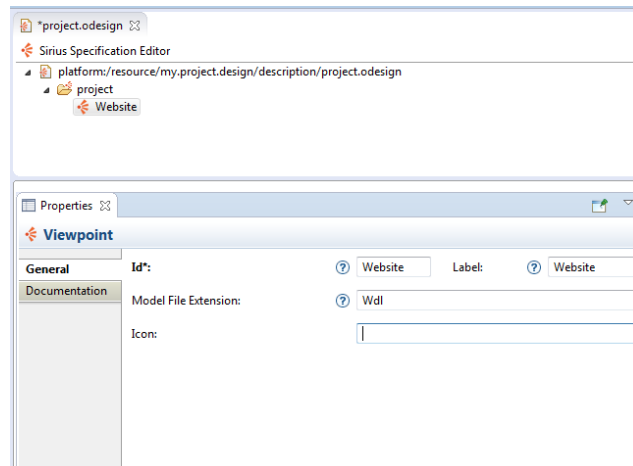 *project.odesign
Sirius Specification Editor
platform:/resource/my.project.design/description/project.odesign
project
Website
Properties
Viewpoint
General
Id*: ? Website Label: ? Website
Documentation
Model File Extension: ? Wdl
Icon: